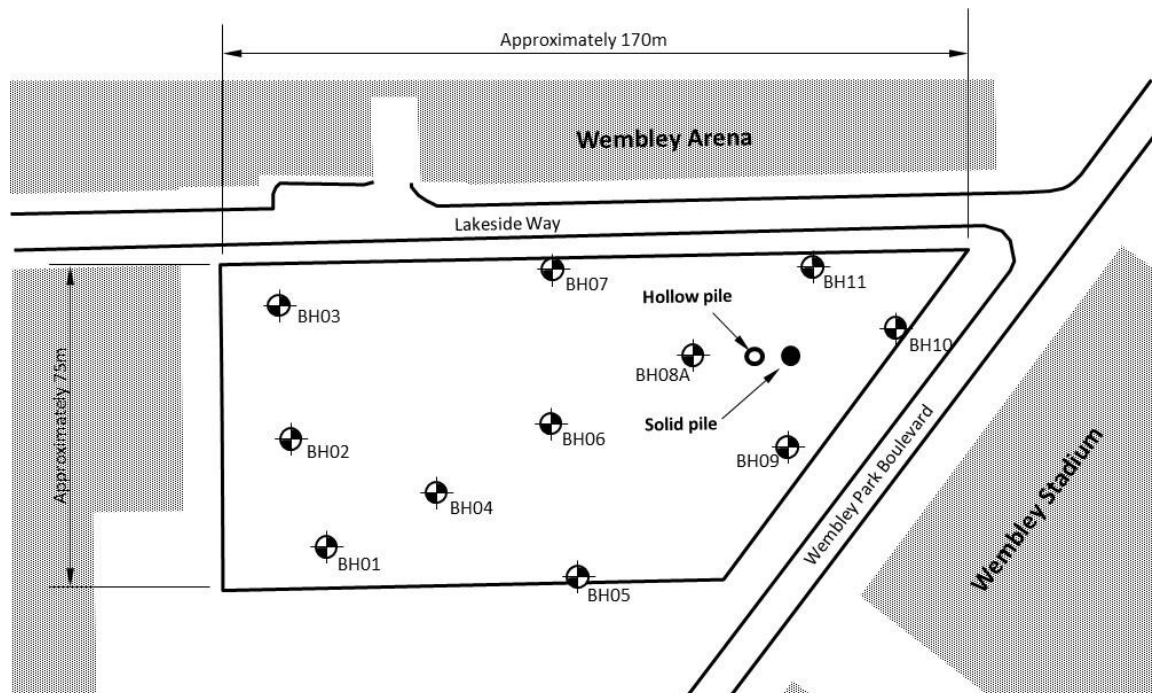 Approximately 170m
Wembley Arena
Lakeside Way
BH07
BH11
Hollow pile
BH03
BH10
BH08A
Approximately 75m
Solid pile
BH06
BH02
BH09
Wembley Park Boulevard
Wembley Stadium
BH04
BH01
BH05